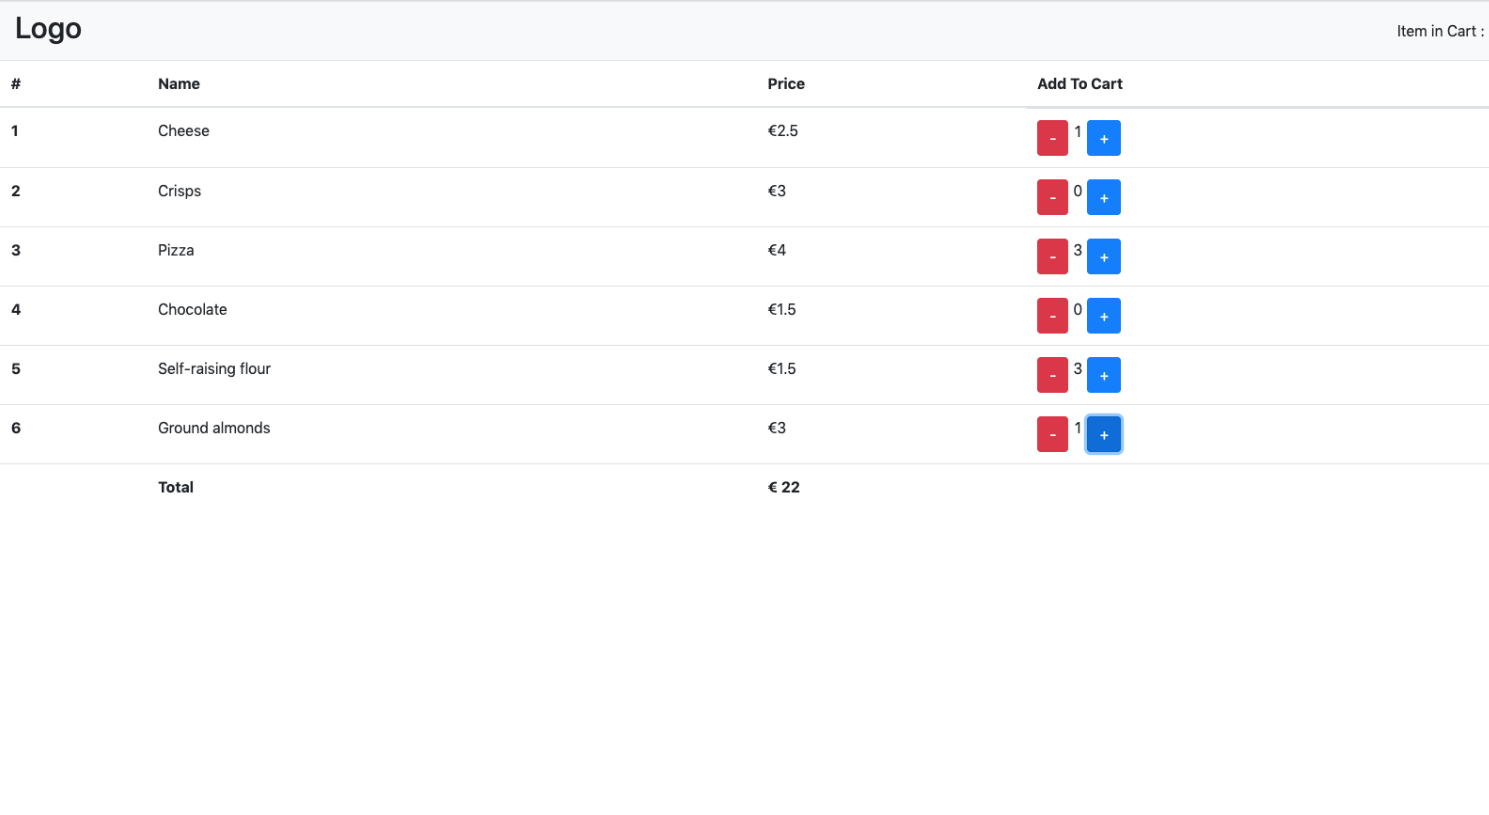 Logo
Item in Cart :
# Name Price Add To Cart
1 Cheese €2.5 - 1 +
2 Crisps €3 - 0 +
3 Pizza €4 - 3 +
4 Chocolate €1.5 - 0 +
5 Self-raising flour €1.5 - 3 +
6 Ground almonds €3 - 1 +
Total € 22